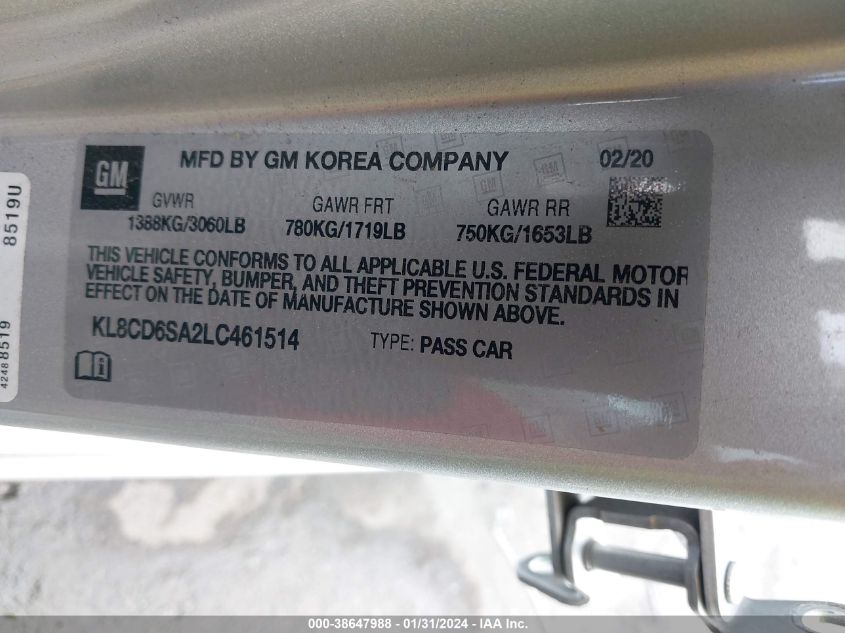 GM
MFD BY GM KOREA COMPANY 02/20
GVWR GAWR FRT GAWR RR
1388KG/3060LB 780KG/1719LB 750KG/1653LB
THIS VEHICLE CONFORMS TO ALL APPLICABLE U.S. FEDERAL MOTOR
VEHICLE SAFETY, BUMPER, AND THEFT PREVENTION STANDARDS IN
EFFECT ON THE DATE OF MANUFACTURE SHOWN ABOVE.
KL8CD6SA2LC461514 TYPE: PASS CAR
8519U
42488519
000-38647988 - 01/31/2024 - IAA Inc.